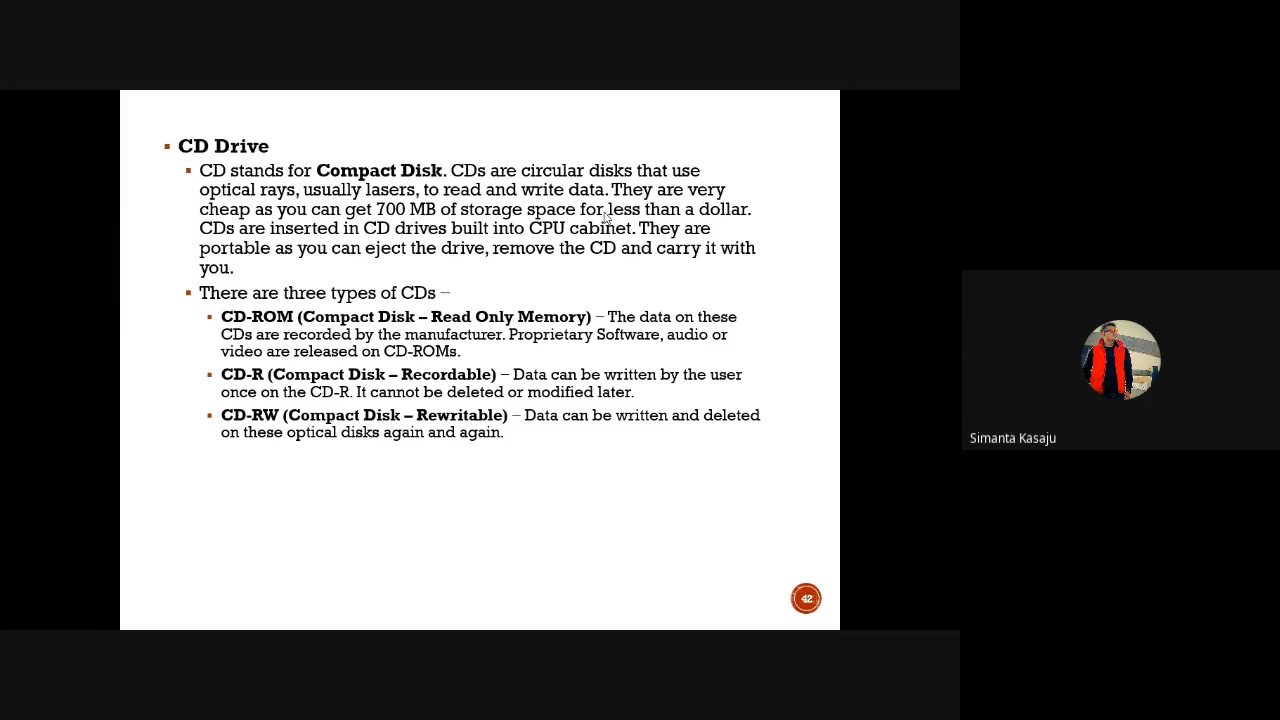 CD Drive
CD stands for Compact Disk. CDs are circular disks that use
optical rays, usually lasers, to read and write data. They are very
cheap as you can get 700 MB of storage space for less than a dollar.
CDs are inserted in CD drives built into CPU cabinet. They are
portable as you can eject the drive, remove the CD and carry it with
you.
There are three types of CDs –
CD-ROM (Compact Disk – Read Only Memory) – The data on these
CDs are recorded by the manufacturer. Proprietary Software, audio or
video are released on CD-ROMs.
CD-R (Compact Disk – Recordable) – Data can be written by the user
once on the CD-R. It cannot be deleted or modified later.
CD-RW (Compact Disk – Rewritable) – Data can be written and deleted
on these optical disks again and again.
42
Simanta Kasaju